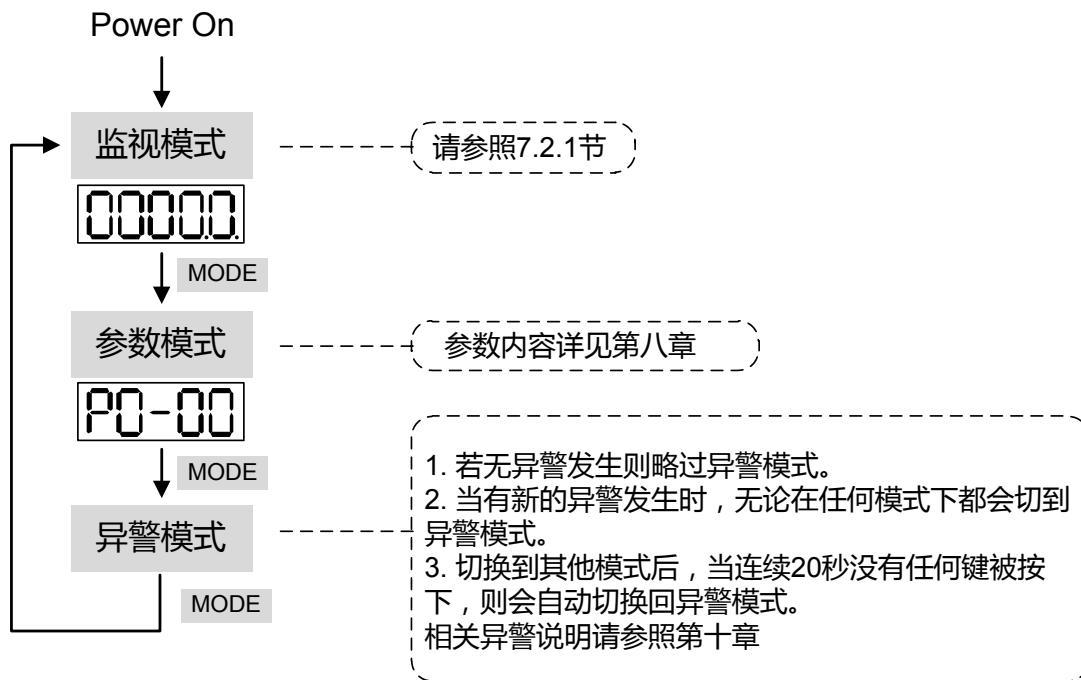 Power On
监视模式
请参照7.2.1节
0000.0.
MODE
参数模式
参数内容详见第八章
P0-00
MODE
异警模式
1. 若无异警发生则略过异警模式。
2. 当有新的异警发生时，无论在任何模式下都会切到
异警模式。
3. 切换到其他模式后，当连续20秒没有任何键被按
下，则会自动切换回异警模式。
相关异警说明请参照第十章
MODE